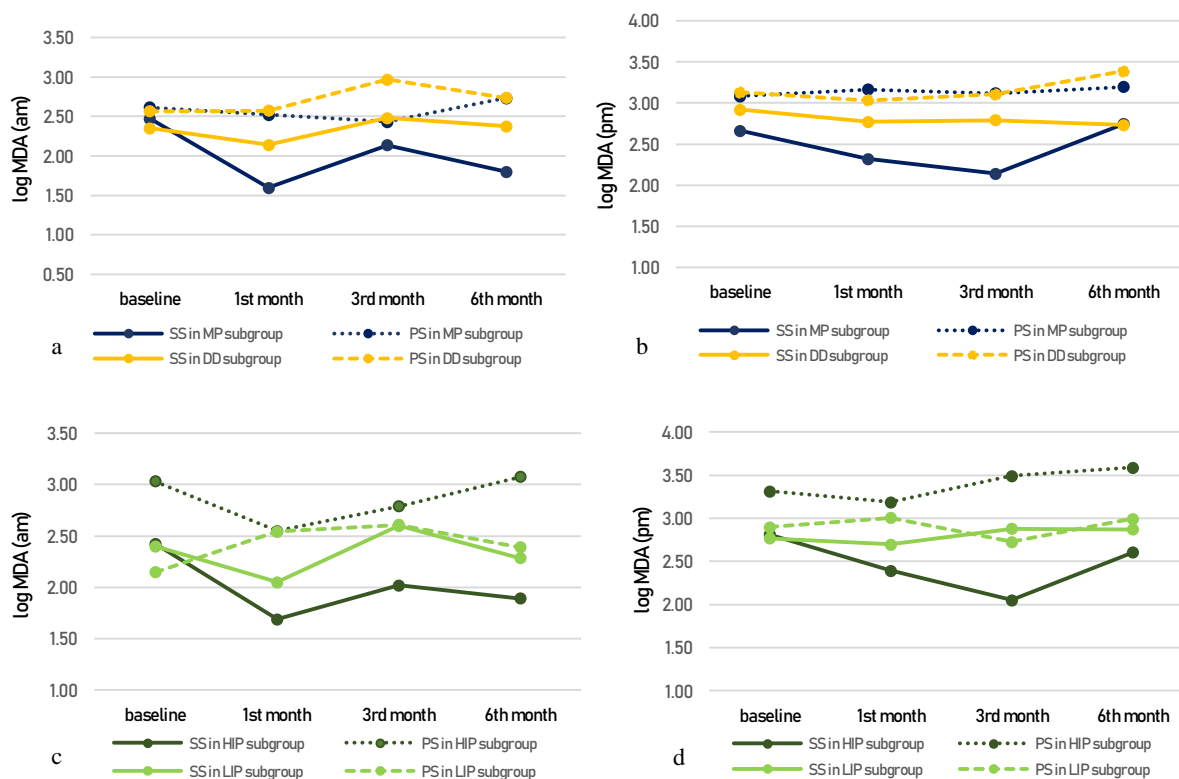 3.50
3.00
2.50
2.00
1.50
1.00
0.50
log MDA (am)
baseline 1st month 3rd month 6th month
SS in MP subgroup PS in MP subgroup
SS in DD subgroup PS in DD subgroup
a
4.00
3.50
3.00
2.50
2.00
1.50
1.00
log MDA (pm)
baseline 1st month 3rd month 6th month
SS in MP subgroup PS in MP subgroup
SS in DD subgroup PS in DD subgroup
b
3.50
3.00
2.50
2.00
1.50
1.00
log MDA (am)
baseline 1st month 3rd month 6th month
SS in HIP subgroup PS in HIP subgroup
SS in LIP subgroup PS in LIP subgroup
c
4.00
3.50
3.00
2.50
2.00
1.50
1.00
log MDA (pm)
baseline 1st month 3rd month 6th month
SS in HIP subgroup PS in HIP subgroup
SS in LIP subgroup PS in LIP subgroup
d